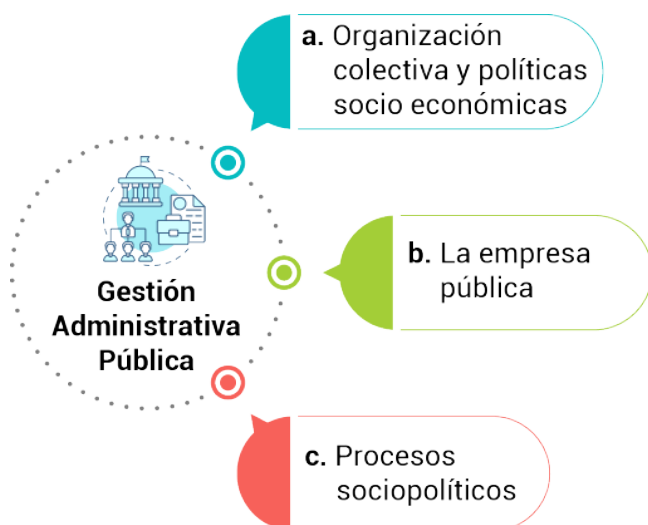 a. Organización
colectiva y políticas
socio económicas
Gestión
Administrativa
Pública
b. La empresa
pública
c. Procesos
sociopolíticos